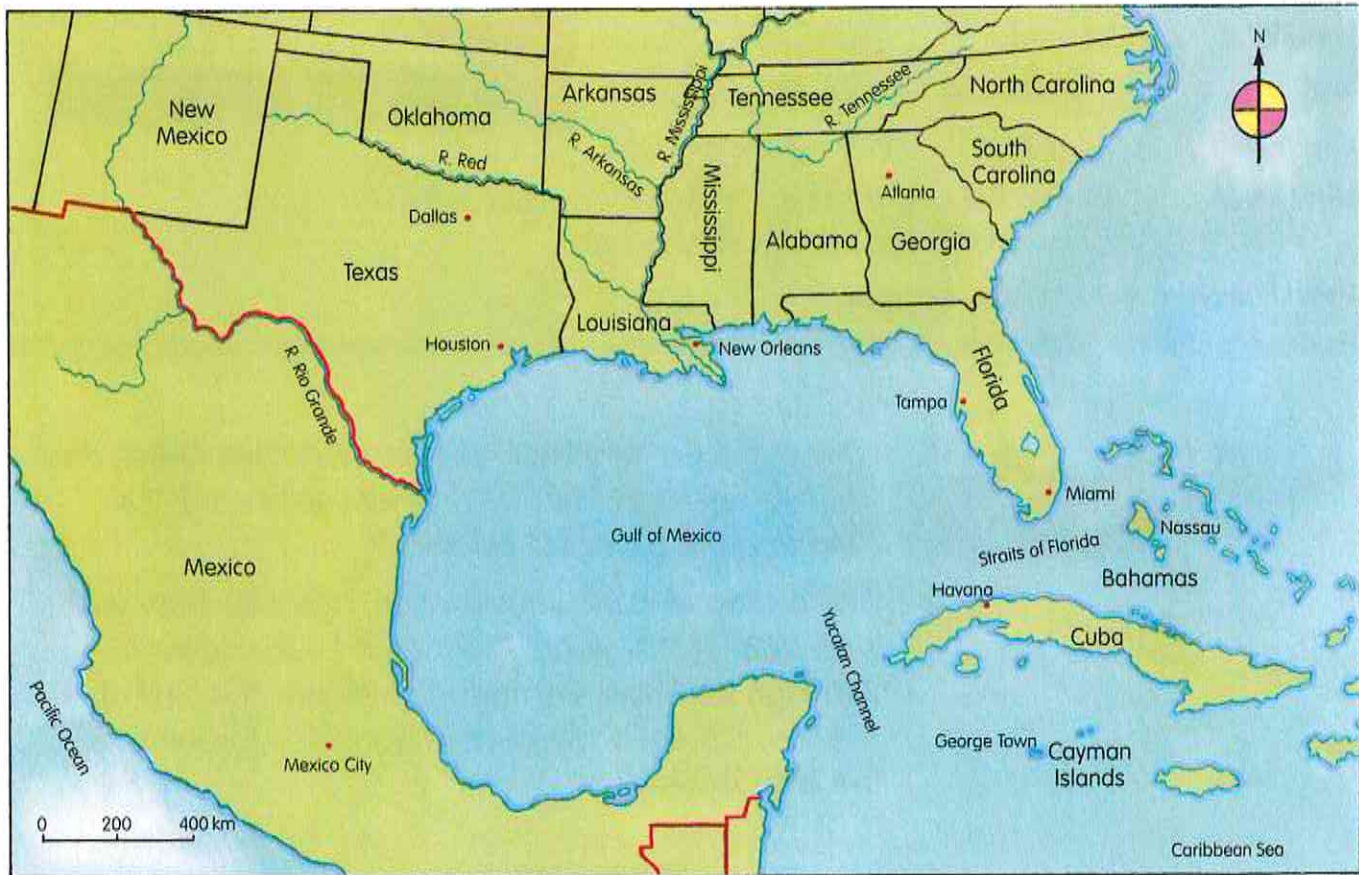 N
New
Mexico
Oklahoma
Arkansas
R. Mississippi
Tennessee
R. Tennessee
North Carolina
R. Red
R. Arkansas
South
Carolina
Dallas
Mississippi
Atlanta
Texas
Alabama
Georgia
Louisiana
Houston
New Orleans
R. Rio Grande
Florida
Tampa
Miami
Gulf of Mexico
Nassau
Straits of Florida
Mexico
Bahamas
Havana
Cuba
Yucatan Channel
Pacific Ocean
George Town
Cayman
Islands
Mexico City
0 200 400 km
Caribbean Sea